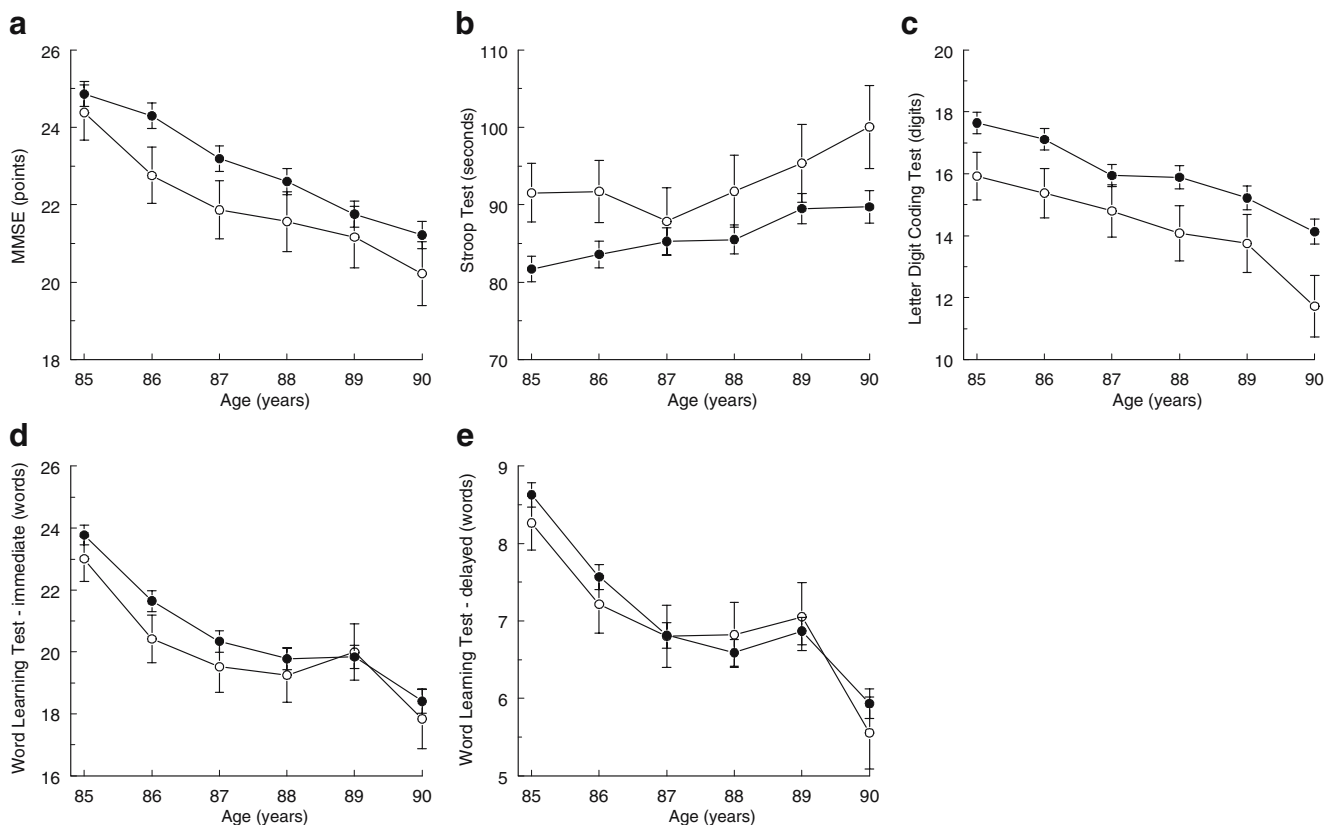 a
MMSE (points)
26
24
22
20
18
85 86 87 88 89 90
Age (years)
b
Stroop Test (seconds)
110
100
90
80
70
85 86 87 88 89 90
Age (years)
c
Letter Digit Coding Test (digits)
20
18
16
14
12
10
85 86 87 88 89 90
Age (years)
d
Word Learning Test - immediate (words)
26
24
22
20
18
16
85 86 87 88 89 90
Age (years)
e
Word Learning Test - delayed (words)
9
8
7
6
5
85 86 87 88 89 90
Age (years)